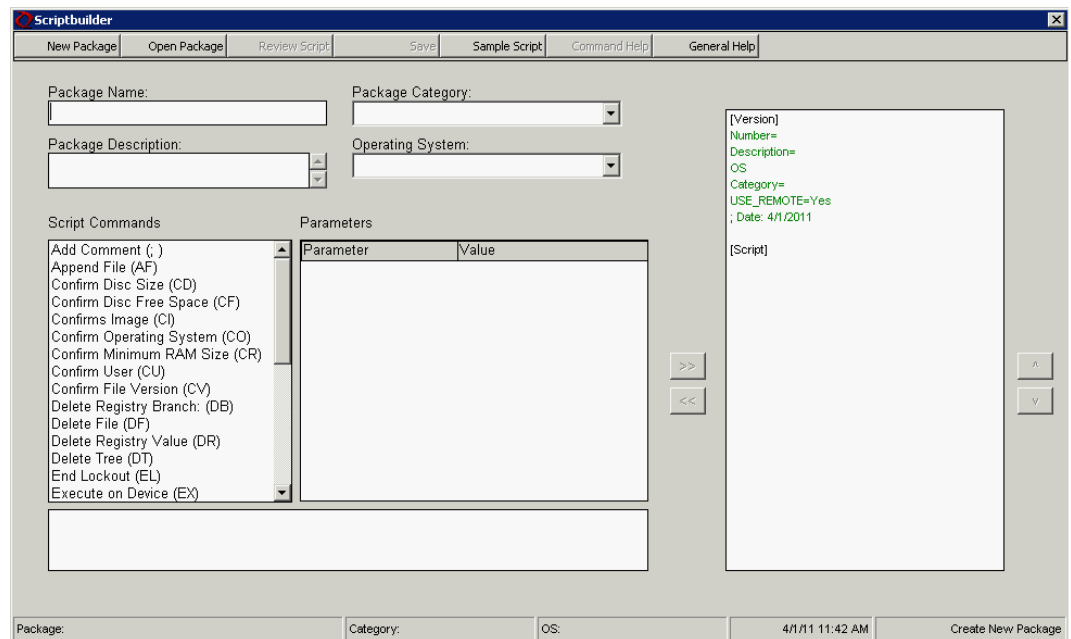 Scriptbuilder
New Package Open Package Review Script Save Sample Script Command Help General Help
Package Name:
Package Category:
Package Description:
Operating System:
Script Commands
Parameters
Add Comment (; )
Append File (AF)
Confirm Disc Size (CD)
Confirm Disc Free Space (CF)
Confirms Image (CI)
Confirm Operating System (CO)
Confirm Minimum RAM Size (CR)
Confirm User (CU)
Confirm File Version (CV)
Delete Registry Branch: (DB)
Delete File (DF)
Delete Registry Value (DR)
Delete Tree (DT)
End Lockout (EL)
Execute on Device (EX)
Parameter Value
>>
<<
[Version]
Number=
Description=
OS
Category=
USE_REMOTE=Yes
; Date: 4/1/2011
[Script]
^
v
Package: Category: OS: 4/1/11 11:42 AM Create New Package